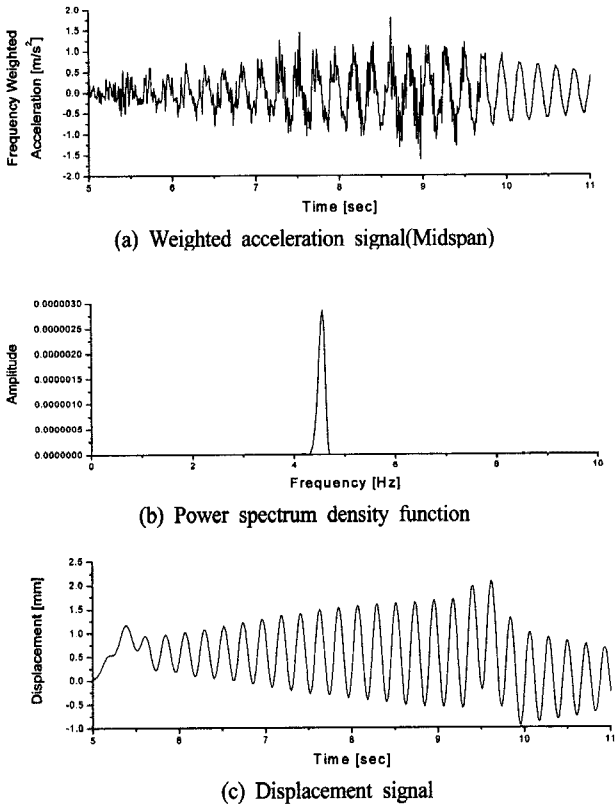 Frequency Weighted
Acceleration [m/s²]
2.0
1.5
1.0
0.5
0.0
-0.5
-1.0
-1.5
-2.0
5 6 7 8 9 10 11
Time [sec]
(a) Weighted acceleration signal(Midspan)
Amplitude
0.0000030
0.0000025
0.0000020
0.0000015
0.0000010
0.0000005
0.0000000
0 2 4 6 8 10
Frequency [Hz]
(b) Power spectrum density function
Displacement [mm]
2.5
2.0
1.5
1.0
0.5
0.0
-0.5
-1.0
5 6 7 8 9 10 11
Time [sec]
(c) Displacement signal